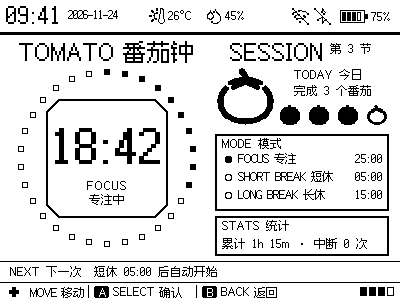 09:41 2026-11-24 26°C 45% 75%
TOMATO 番茄钟
SESSION 第 3 节
TODAY 今日
完成 3 个番茄
18:42
FOCUS
专注中
MODE 模式
FOCUS 专注 25:00
SHORT BREAK 短休 05:00
LONG BREAK 长休 15:00
STATS 统计
累计 1h 15m · 中断 0 次
NEXT 下一次 短休 05:00 后自动开始
MOVE 移动 A SELECT 确认 B BACK 返回